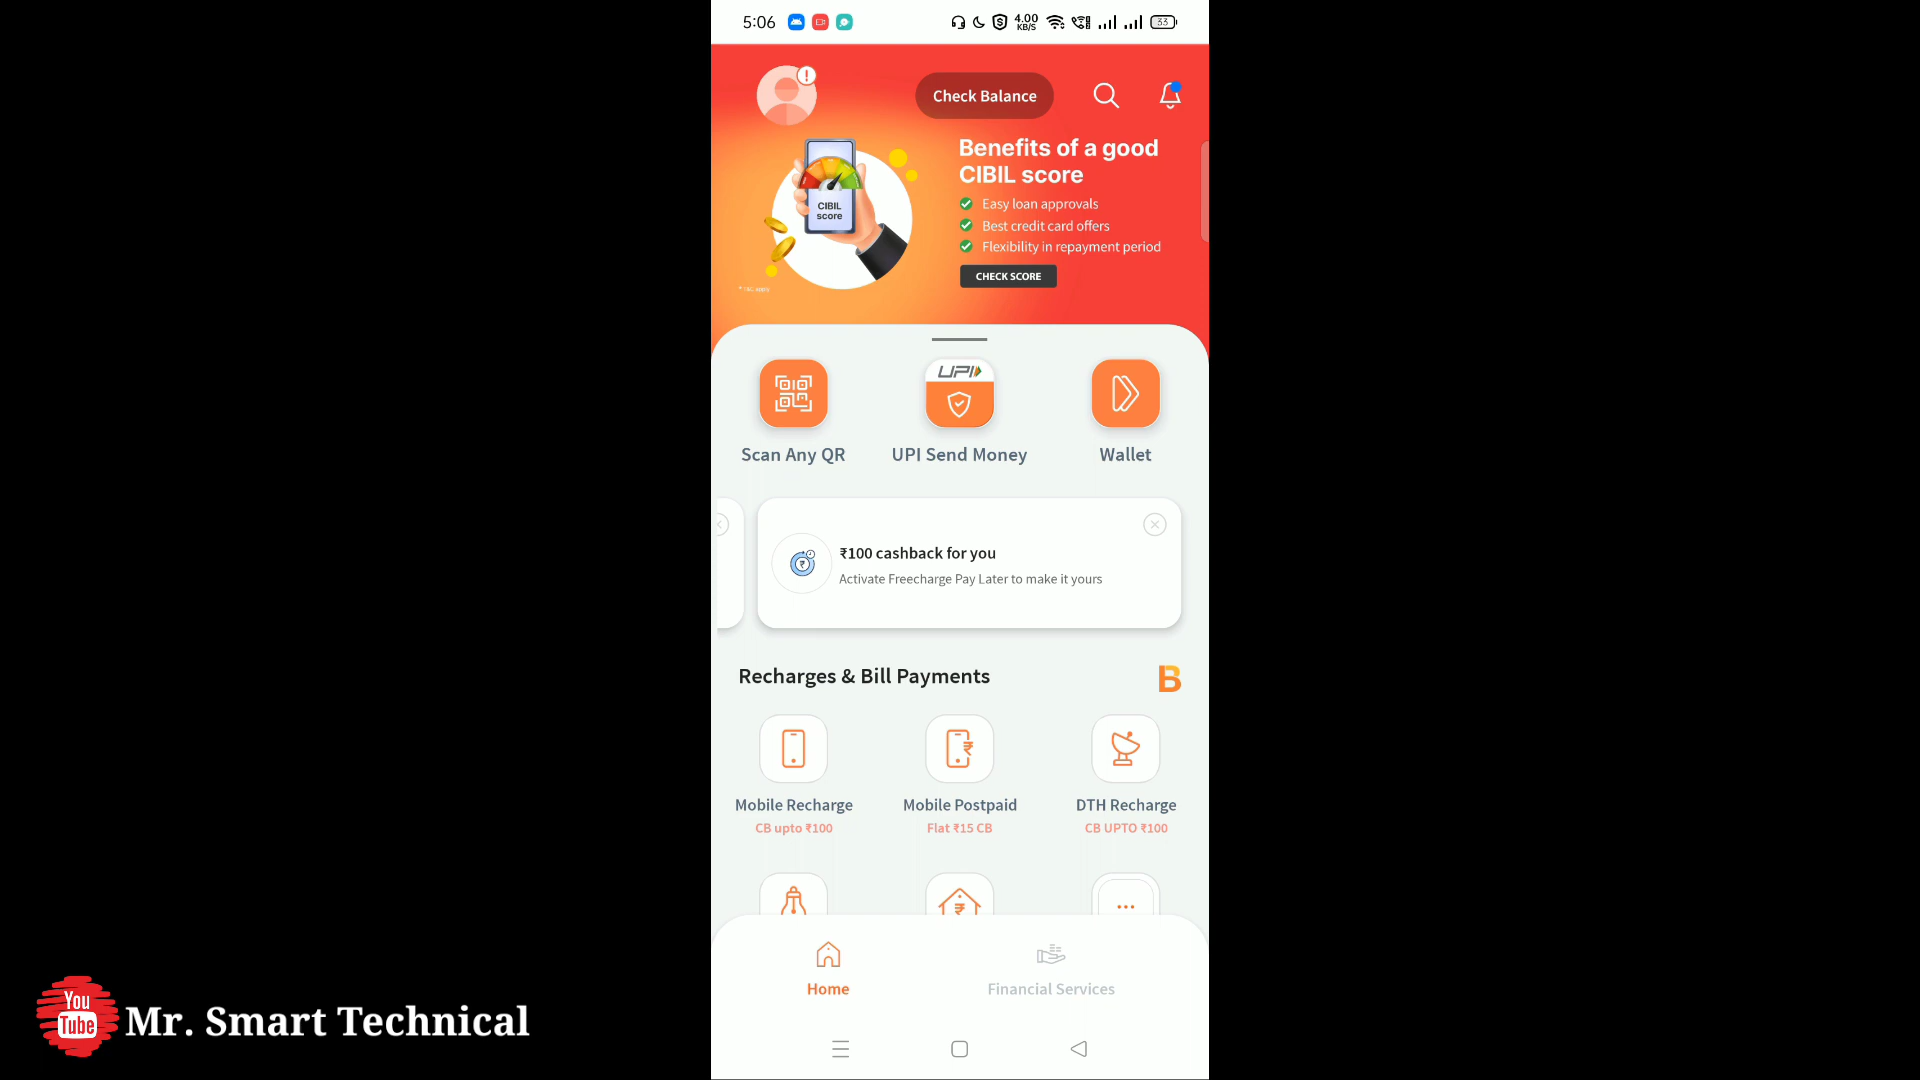 5:06
4.00
KB/S
33
Check Balance
Benefits of a good
CIBIL score
Easy loan approvals
Best credit card offers
Flexibility in repayment period
CHECK SCORE
CIBIL
score
UPI
Scan Any QR
UPI Send Money
Wallet
₹100 cashback for you
Activate Freecharge Pay Later to make it yours
Recharges & Bill Payments
B
Mobile Recharge
CB upto ₹100
Mobile Postpaid
Flat ₹15 CB
DTH Recharge
CB UPTO ₹100
Home
Financial Services
You
Tube
Mr. Smart Technical